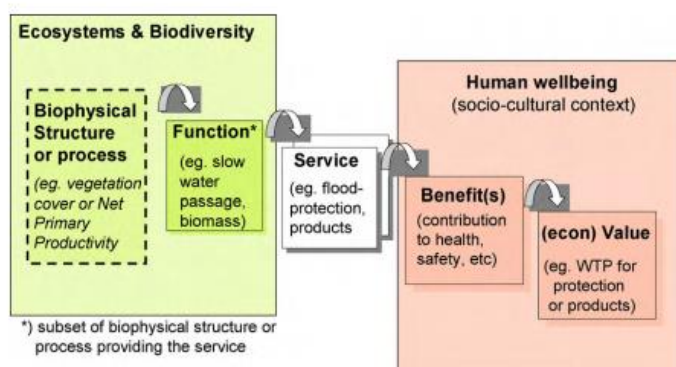 Ecosystems & Biodiversity
Biophysical
Structure
or process
(eg. vegetation
cover or Net
Primary
Productivity
Function*
(eg. slow
water
passage,
biomass)
Service
(eg. flood-
protection,
products
Human wellbeing
(socio-cultural context)
Benefit(s)
(contribution
to health,
safety, etc)
(econ) Value
(eg. WTP for
protection
or products)
*) subset of biophysical structure or
process providing the service